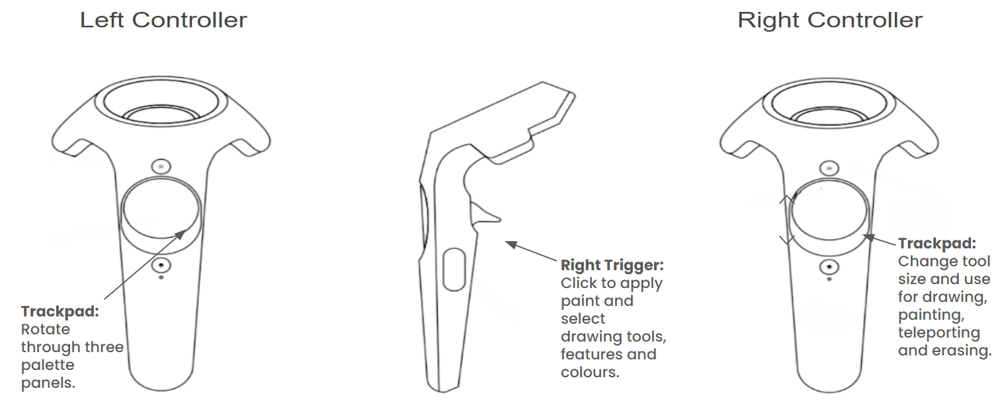 Left Controller
Right Controller
Trackpad:
Rotate
through three
palette
panels.
Right Trigger:
Click to apply
paint and
select
drawing tools,
features and
colours.
Trackpad:
Change tool
size and use
for drawing,
painting,
teleporting
and erasing.